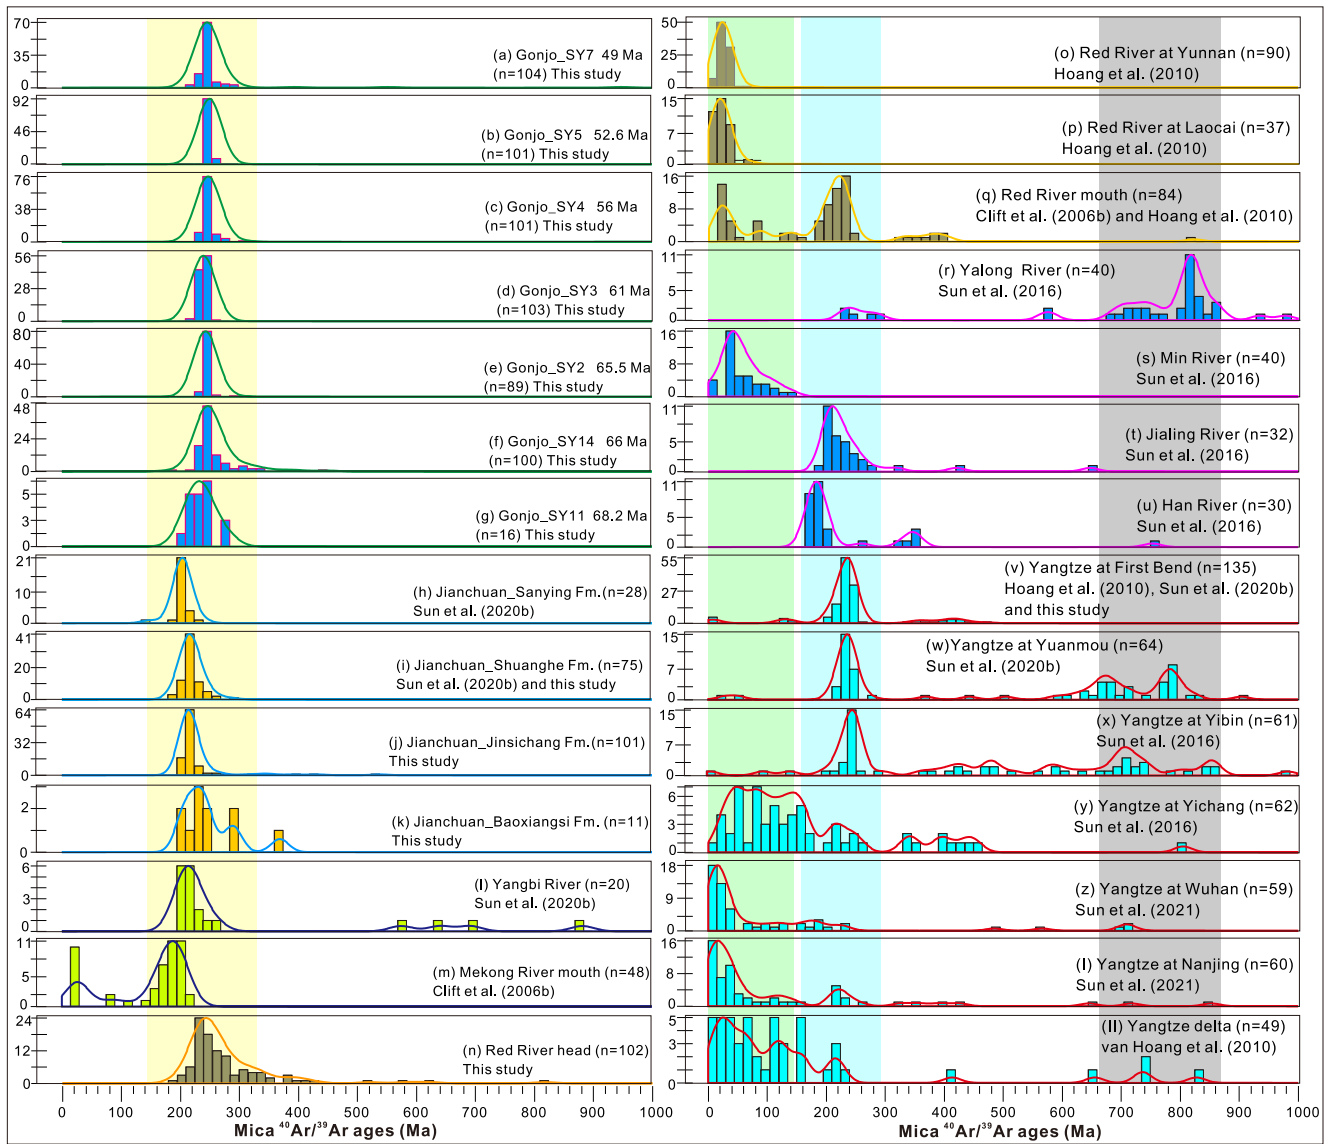 70
35
0
(a) Gonjo_SY7 49 Ma
(n=104) This study
92
46
0
(b) Gonjo_SY5 52.6 Ma
(n=101) This study
76
38
0
(c) Gonjo_SY4 56 Ma
(n=101) This study
56
28
0
(d) Gonjo_SY3 61 Ma
(n=103) This study
80
40
0
(e) Gonjo_SY2 65.5 Ma
(n=89) This study
48
24
0
(f) Gonjo_SY14 66 Ma
(n=100) This study
6
3
0
(g) Gonjo_SY11 68.2 Ma
(n=16) This study
21
10
0
(h) Jianchuan_Sanying Fm.(n=28)
Sun et al. (2020b)
41
20
0
(i) Jianchuan_Shuanghe Fm. (n=75)
Sun et al. (2020b) and this study
64
32
0
(j) Jianchuan_Jinsichang Fm.(n=101)
This study
2
0
(k) Jianchuan_Baoxiangsi Fm. (n=11)
This study
6
3
0
(l) Yangbi River (n=20)
Sun et al. (2020b)
11
5
0
(m) Mekong River mouth (n=48)
Clift et al. (2006b)
24
12
0
(n) Red River head (n=102)
This study
0 100 200 300 400 500 600 700 800 900 1000
Mica ⁴⁰Ar/³⁹Ar ages (Ma)
50
25
0
(o) Red River at Yunnan (n=90)
Hoang et al. (2010)
15
7
0
(p) Red River at Laocai (n=37)
Hoang et al. (2010)
16
8
0
(q) Red River mouth (n=84)
Clift et al. (2006b) and Hoang et al. (2010)
11
5
0
(r) Yalong River (n=40)
Sun et al. (2016)
16
8
0
(s) Min River (n=40)
Sun et al. (2016)
11
5
0
(t) Jialing River (n=32)
Sun et al. (2016)
11
5
0
(u) Han River (n=30)
Sun et al. (2016)
55
27
0
(v) Yangtze at First Bend (n=135)
Hoang et al. (2010), Sun et al. (2020b)
and this study
15
7
0
(w)Yangtze at Yuanmou (n=64)
Sun et al. (2020b)
15
7
0
(x) Yangtze at Yibin (n=61)
Sun et al. (2016)
6
3
0
(y) Yangtze at Yichang (n=62)
Sun et al. (2016)
18
9
0
(z) Yangtze at Wuhan (n=59)
Sun et al. (2021)
16
8
0
(l) Yangtze at Nanjing (n=60)
Sun et al. (2021)
5
2
0
(ll) Yangtze delta (n=49)
van Hoang et al. (2010)
0 100 200 300 400 500 600 700 800 900 1000
Mica ⁴⁰Ar/³⁹Ar ages (Ma)